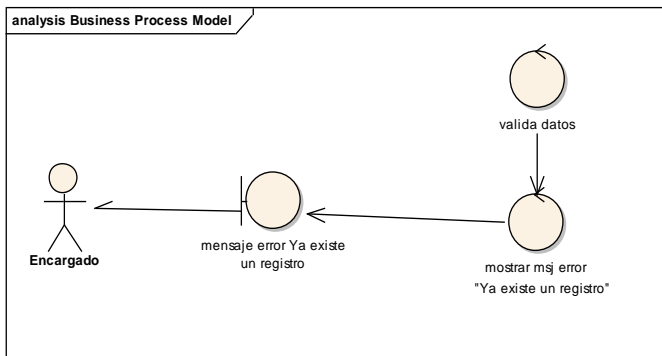 analysis Business Process Model
valida datos
Encargado
mensaje error Ya existe
un registro
mostrar msj error
"Ya existe un registro"